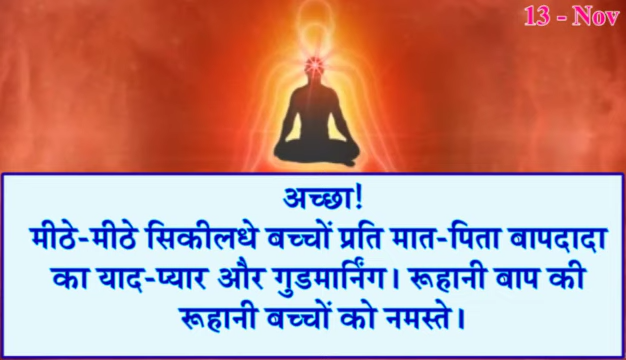 13 - Nov
अच्छा!
मीठे-मीठे सिकीलधे बच्चों प्रति मात-पिता बापदादा
का याद-प्यार और गुडमार्निंग। रूहानी बाप की
रूहानी बच्चों को नमस्ते।